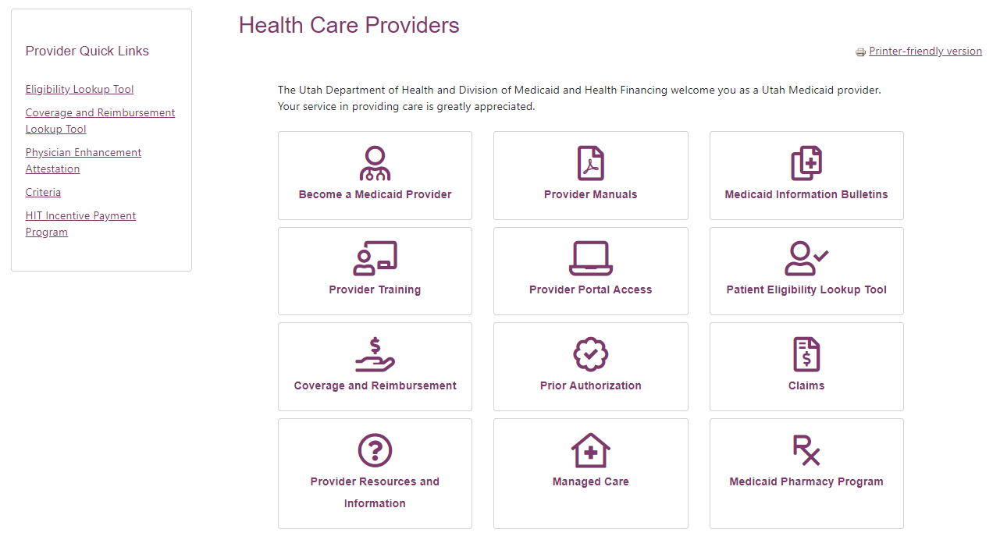 Provider Quick Links
Eligibility Lookup Tool
Coverage and Reimbursement
Lookup Tool
Physician Enhancement
Attestation
Criteria
HIT Incentive Payment
Program
Health Care Providers
Printer-friendly version
The Utah Department of Health and Division of Medicaid and Health Financing welcome you as a Utah Medicaid provider.
Your service in providing care is greatly appreciated.
Become a Medicaid Provider
Provider Manuals
Medicaid Information Bulletins
Provider Training
Provider Portal Access
Patient Eligibility Lookup Tool
Coverage and Reimbursement
Prior Authorization
Claims
Provider Resources and
Information
Managed Care
Medicaid Pharmacy Program